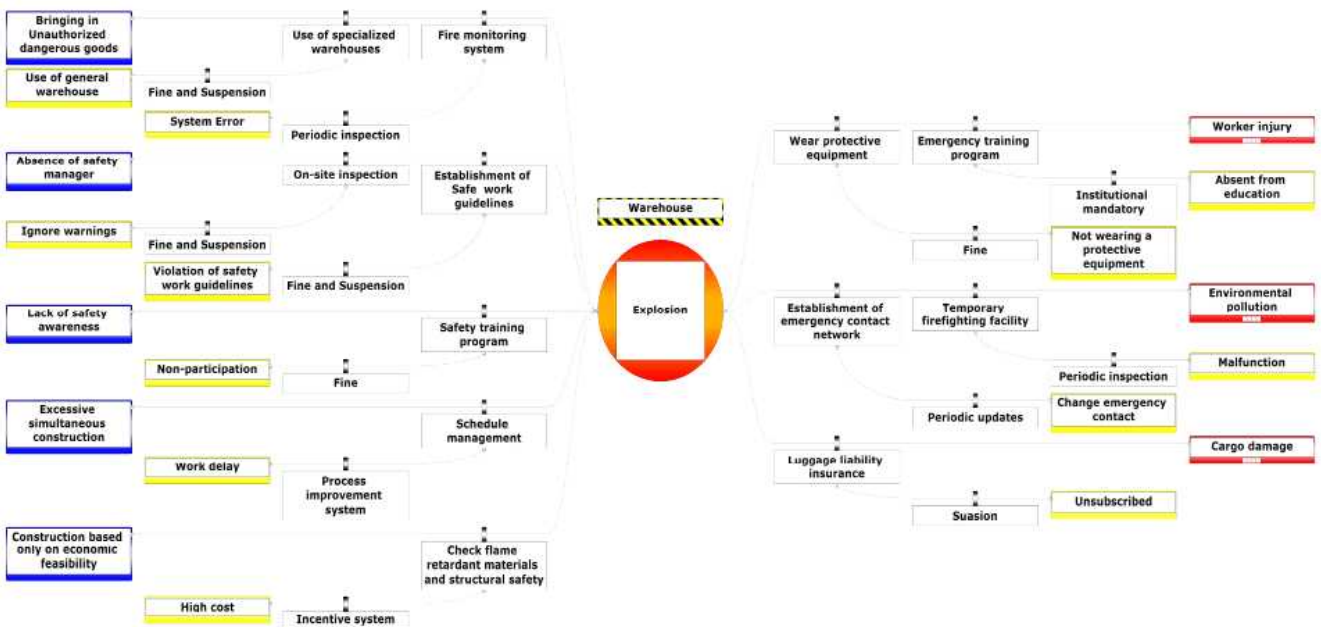 Bringing in
Unauthorized
dangerous goods
Use of specialized
warehouses
Fire monitoring
system
Use of general
warehouse
Fine and Suspension
System Error
Periodic inspection
Absence of safety
manager
On-site inspection
Establishment of
Safe work
guidelines
Ignore warnings
Fine and Suspension
Violation of safety
work guidelines
Fine and Suspension
Lack of safety
awareness
Safety training
program
Non-participation
Fine
Excessive
simultaneous
construction
Schedule
management
Work delay
Process
improvement
system
Construction based
only on economic
feasibility
Check flame
retardant materials
and structural safety
High cost
Incentive system
Warehouse
Explosion
Wear protective
equipment
Emergency training
program
Worker injury
Institutional
mandatory
Absent from
education
Fine
Not wearing a
protective
equipment
Establishment of
emergency contact
network
Temporary
firefighting facility
Environmental
pollution
Periodic inspection
Malfunction
Periodic updates
Change emergency
contact
Luggage liability
insurance
Cargo damage
Suasion
Unsubscribed